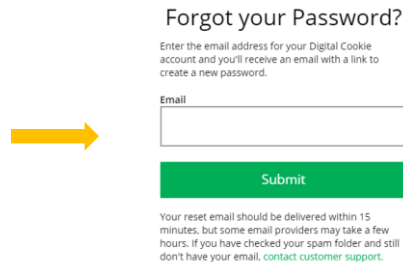 Forgot your Password?
Enter the email address for your Digital Cookie
account and you'll receive an email with a link to
create a new password.
Email
Submit
Your reset email should be delivered within 15
minutes, but some email providers may take a few
hours. If you have checked your spam folder and still
don't have your email, contact customer support.